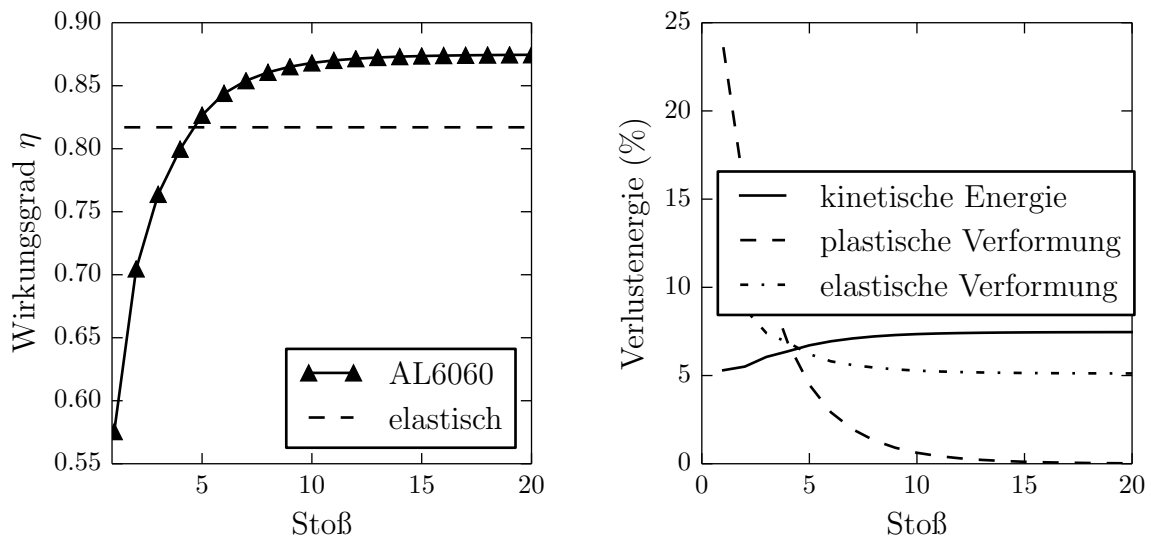 0.90
0.85
0.80
0.75
0.70
0.65
0.60
0.55
5
10
15
20
Wirkungsgrad η
Stoß
AL6060
elastisch
25
20
15
10
5
0
0
5
10
15
20
Verlustenergie (%)
Stoß
kinetische Energie
plastische Verformung
elastische Verformung